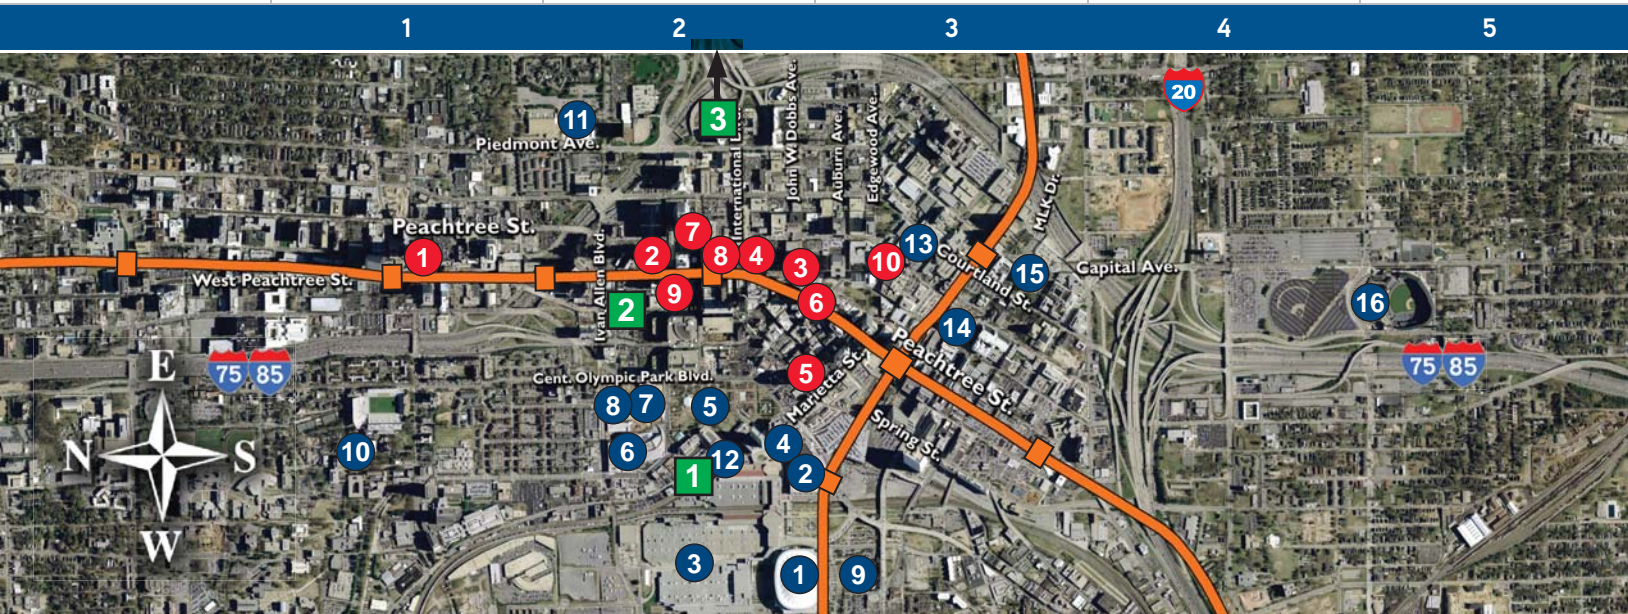 1 2 3 4 5
20
3
11
Piedmont Ave.
International
John W Dobbs Ave.
Auburn Ave.
Edgewood Ave.
MLK Dr.
Peachtree St.
7
1
2
8
4
3
10
13
Courtland St.
15
Capital Ave.
West Peachtree St.
Ivan Allen Blvd.
9
2
6
16
14
E
75 85
Peachtree St.
75 85
Cent. Olympic Park Blvd.
5
Marietta St.
8
7
5
Spring St.
N
S
10
6
12
4
1
2
W
3
1
9